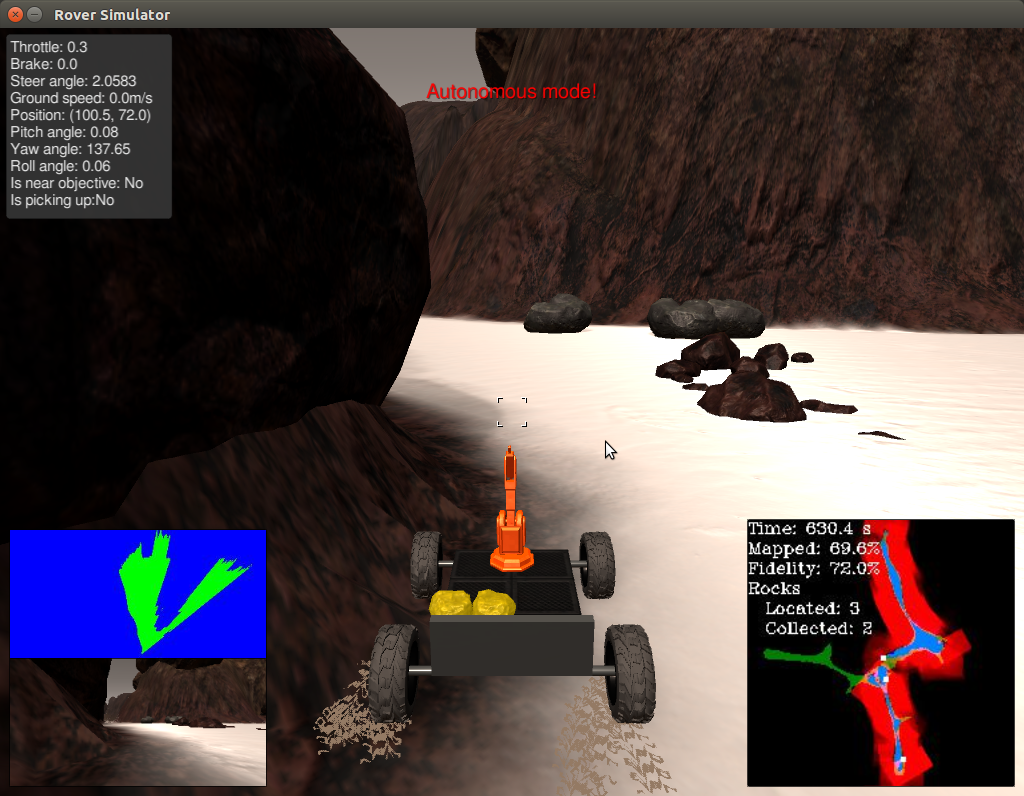 Rover Simulator
Throttle: 0.3
Brake: 0.0
Steer angle: 2.0583
Ground speed: 0.0m/s
Position: (100.5, 72.0)
Pitch angle: 0.08
Yaw angle: 137.65
Roll angle: 0.06
Is near objective: No
Is picking up:No
Autonomous mode!
Time: 630.4 s
Mapped: 69.6%
Fidelity: 72.0%
Rocks
Located: 3
Collected: 2